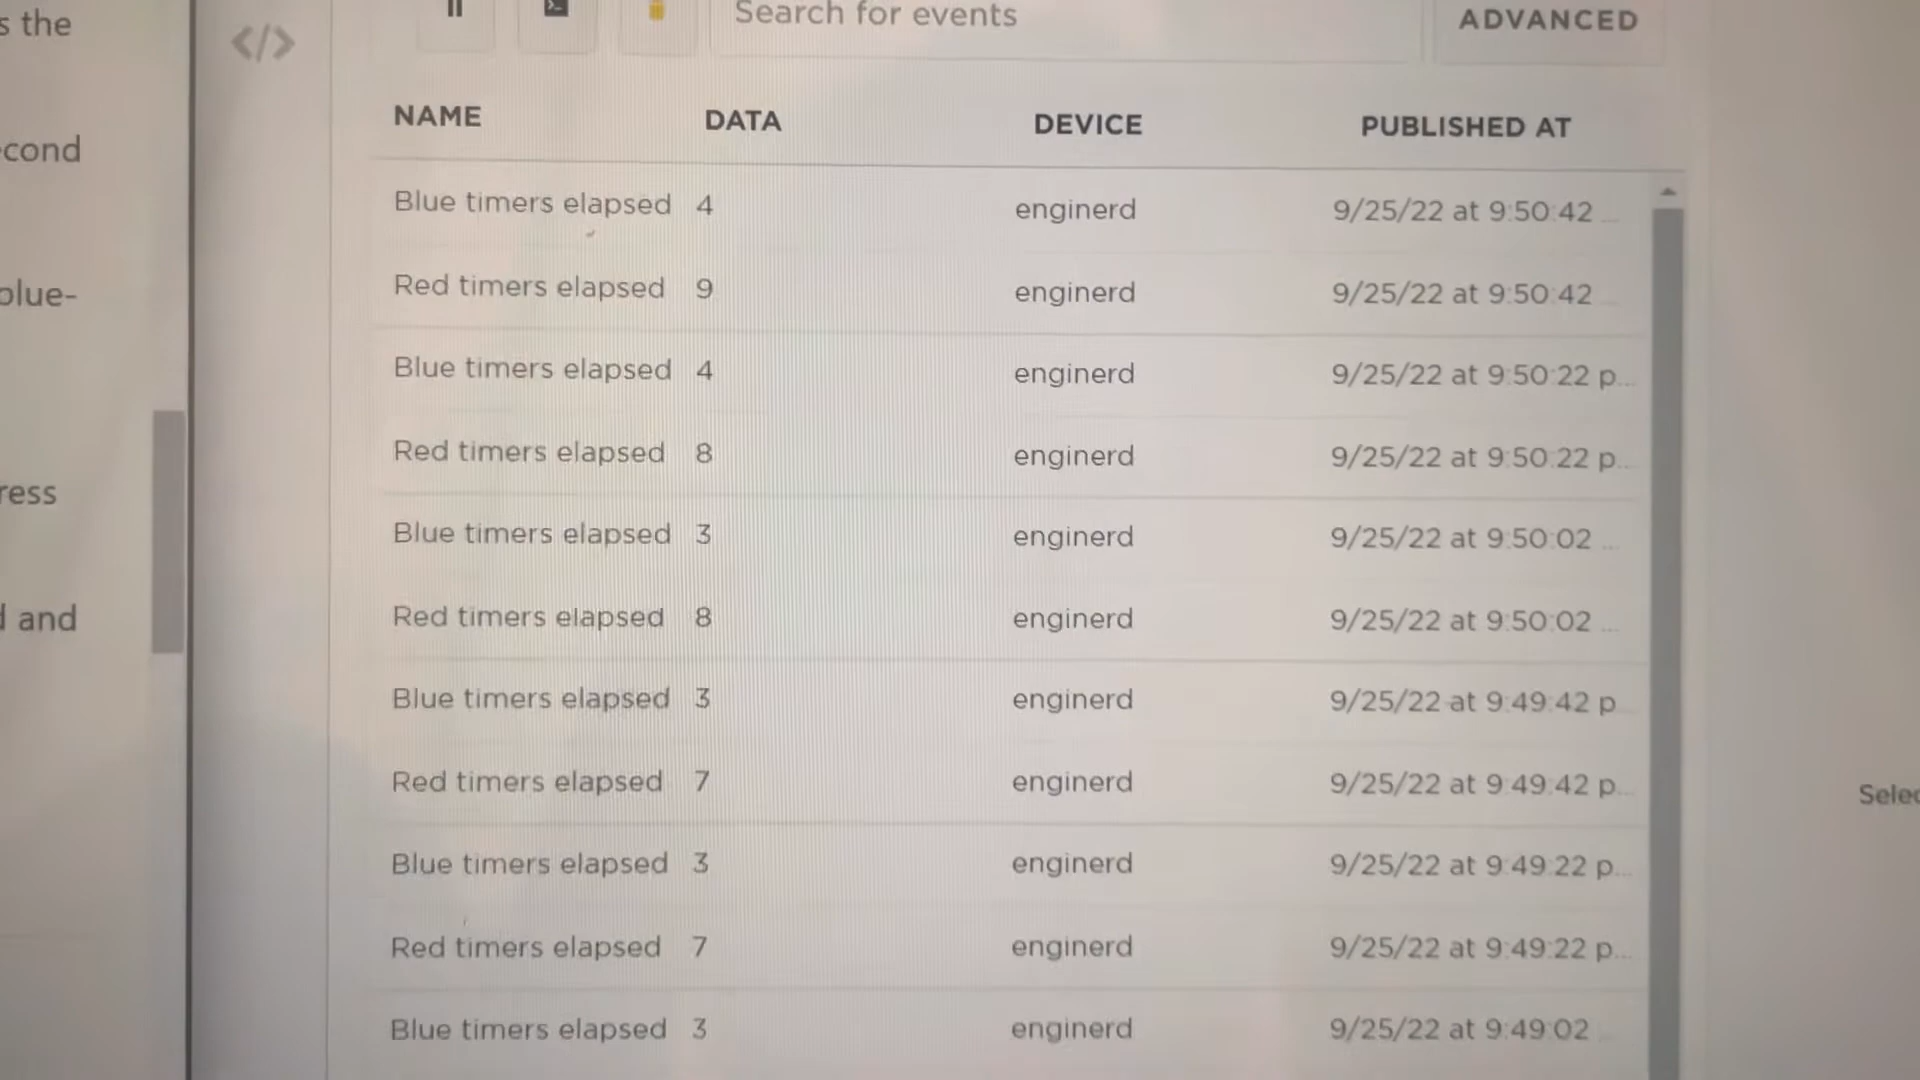 s the
Search for events
ADVANCED
NAME DATA DEVICE PUBLISHED AT
cond
Blue timers elapsed 4 enginerd 9/25/22 at 9:50:42 ...
Red timers elapsed 9 enginerd 9/25/22 at 9:50:42
blue-
Blue timers elapsed 4 enginerd 9/25/22 at 9:50:22 p...
Red timers elapsed 8 enginerd 9/25/22 at 9:50:22 p...
ress
Blue timers elapsed 3 enginerd 9/25/22 at 9:50:02 ...
Red timers elapsed 8 enginerd 9/25/22 at 9:50:02 ...
d and
Blue timers elapsed 3 enginerd 9/25/22 at 9:49:42 p
Red timers elapsed 7 enginerd 9/25/22 at 9:49:42 p...
Selec
Blue timers elapsed 3 enginerd 9/25/22 at 9:49:22 p...
Red timers elapsed 7 enginerd 9/25/22 at 9:49:22 p...
Blue timers elapsed 3 enginerd 9/25/22 at 9:49:02